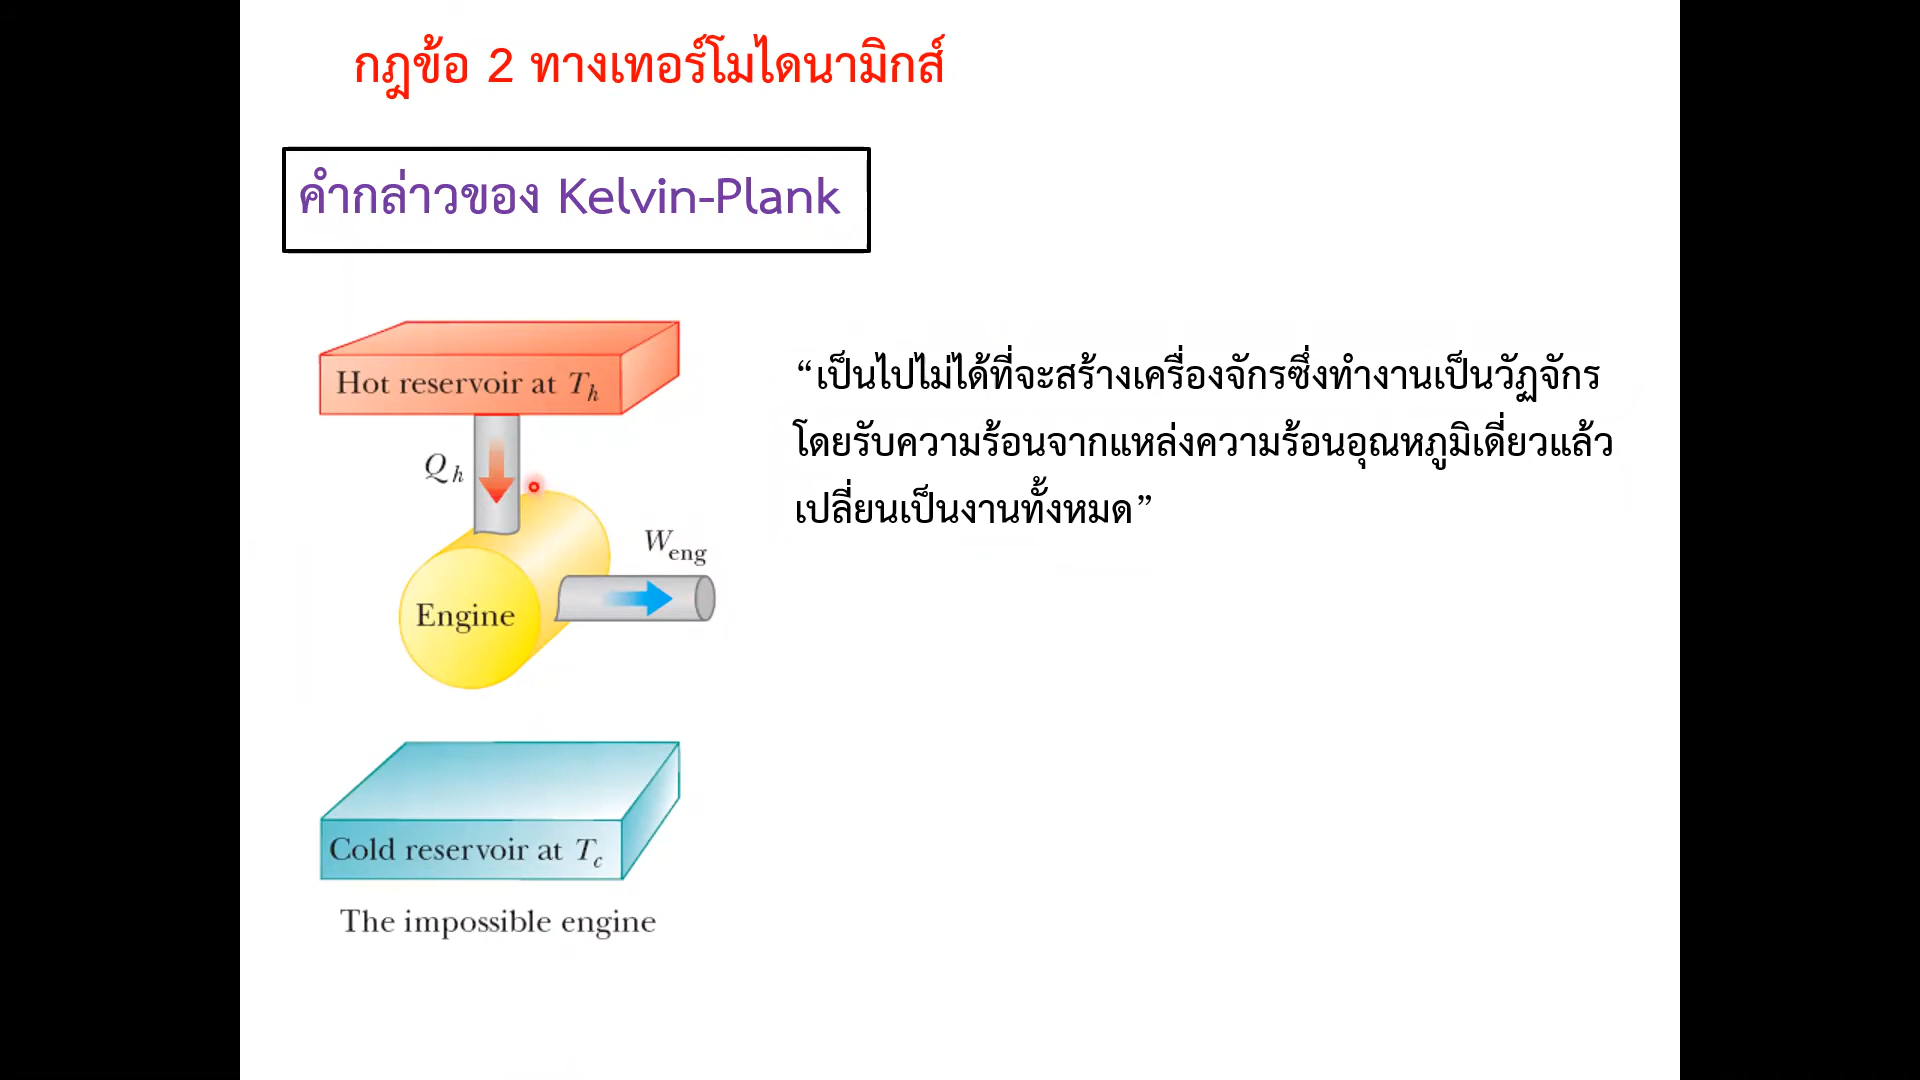 กฎข้อ 2 ทางเทอร์โมไดนามิกส์
คำกล่าวของ Kelvin-Plank
Hot reservoir at Th
Qh
Weng
Engine
Cold reservoir at Tc
The impossible engine
“เป็นไปไม่ได้ที่จะสร้างเครื่องจักรซึ่งทำงานเป็นวัฏจักร
โดยรับความร้อนจากแหล่งความร้อนอุณหภูมิเดี่ยวแล้ว
เปลี่ยนเป็นงานทั้งหมด”